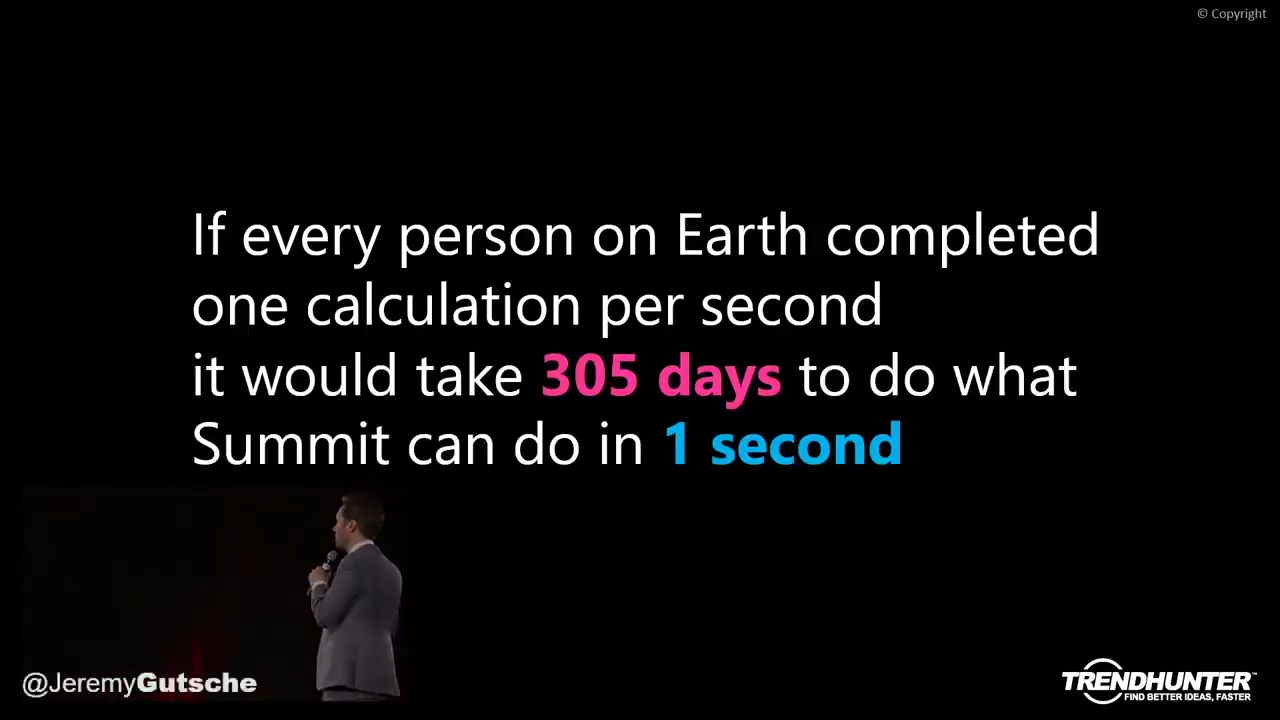 © Copyright
If every person on Earth completed
one calculation per second
it would take 305 days to do what
Summit can do in 1 second
@JeremyGutsche
TRENDHUNTER™
FIND BETTER IDEAS, FASTER